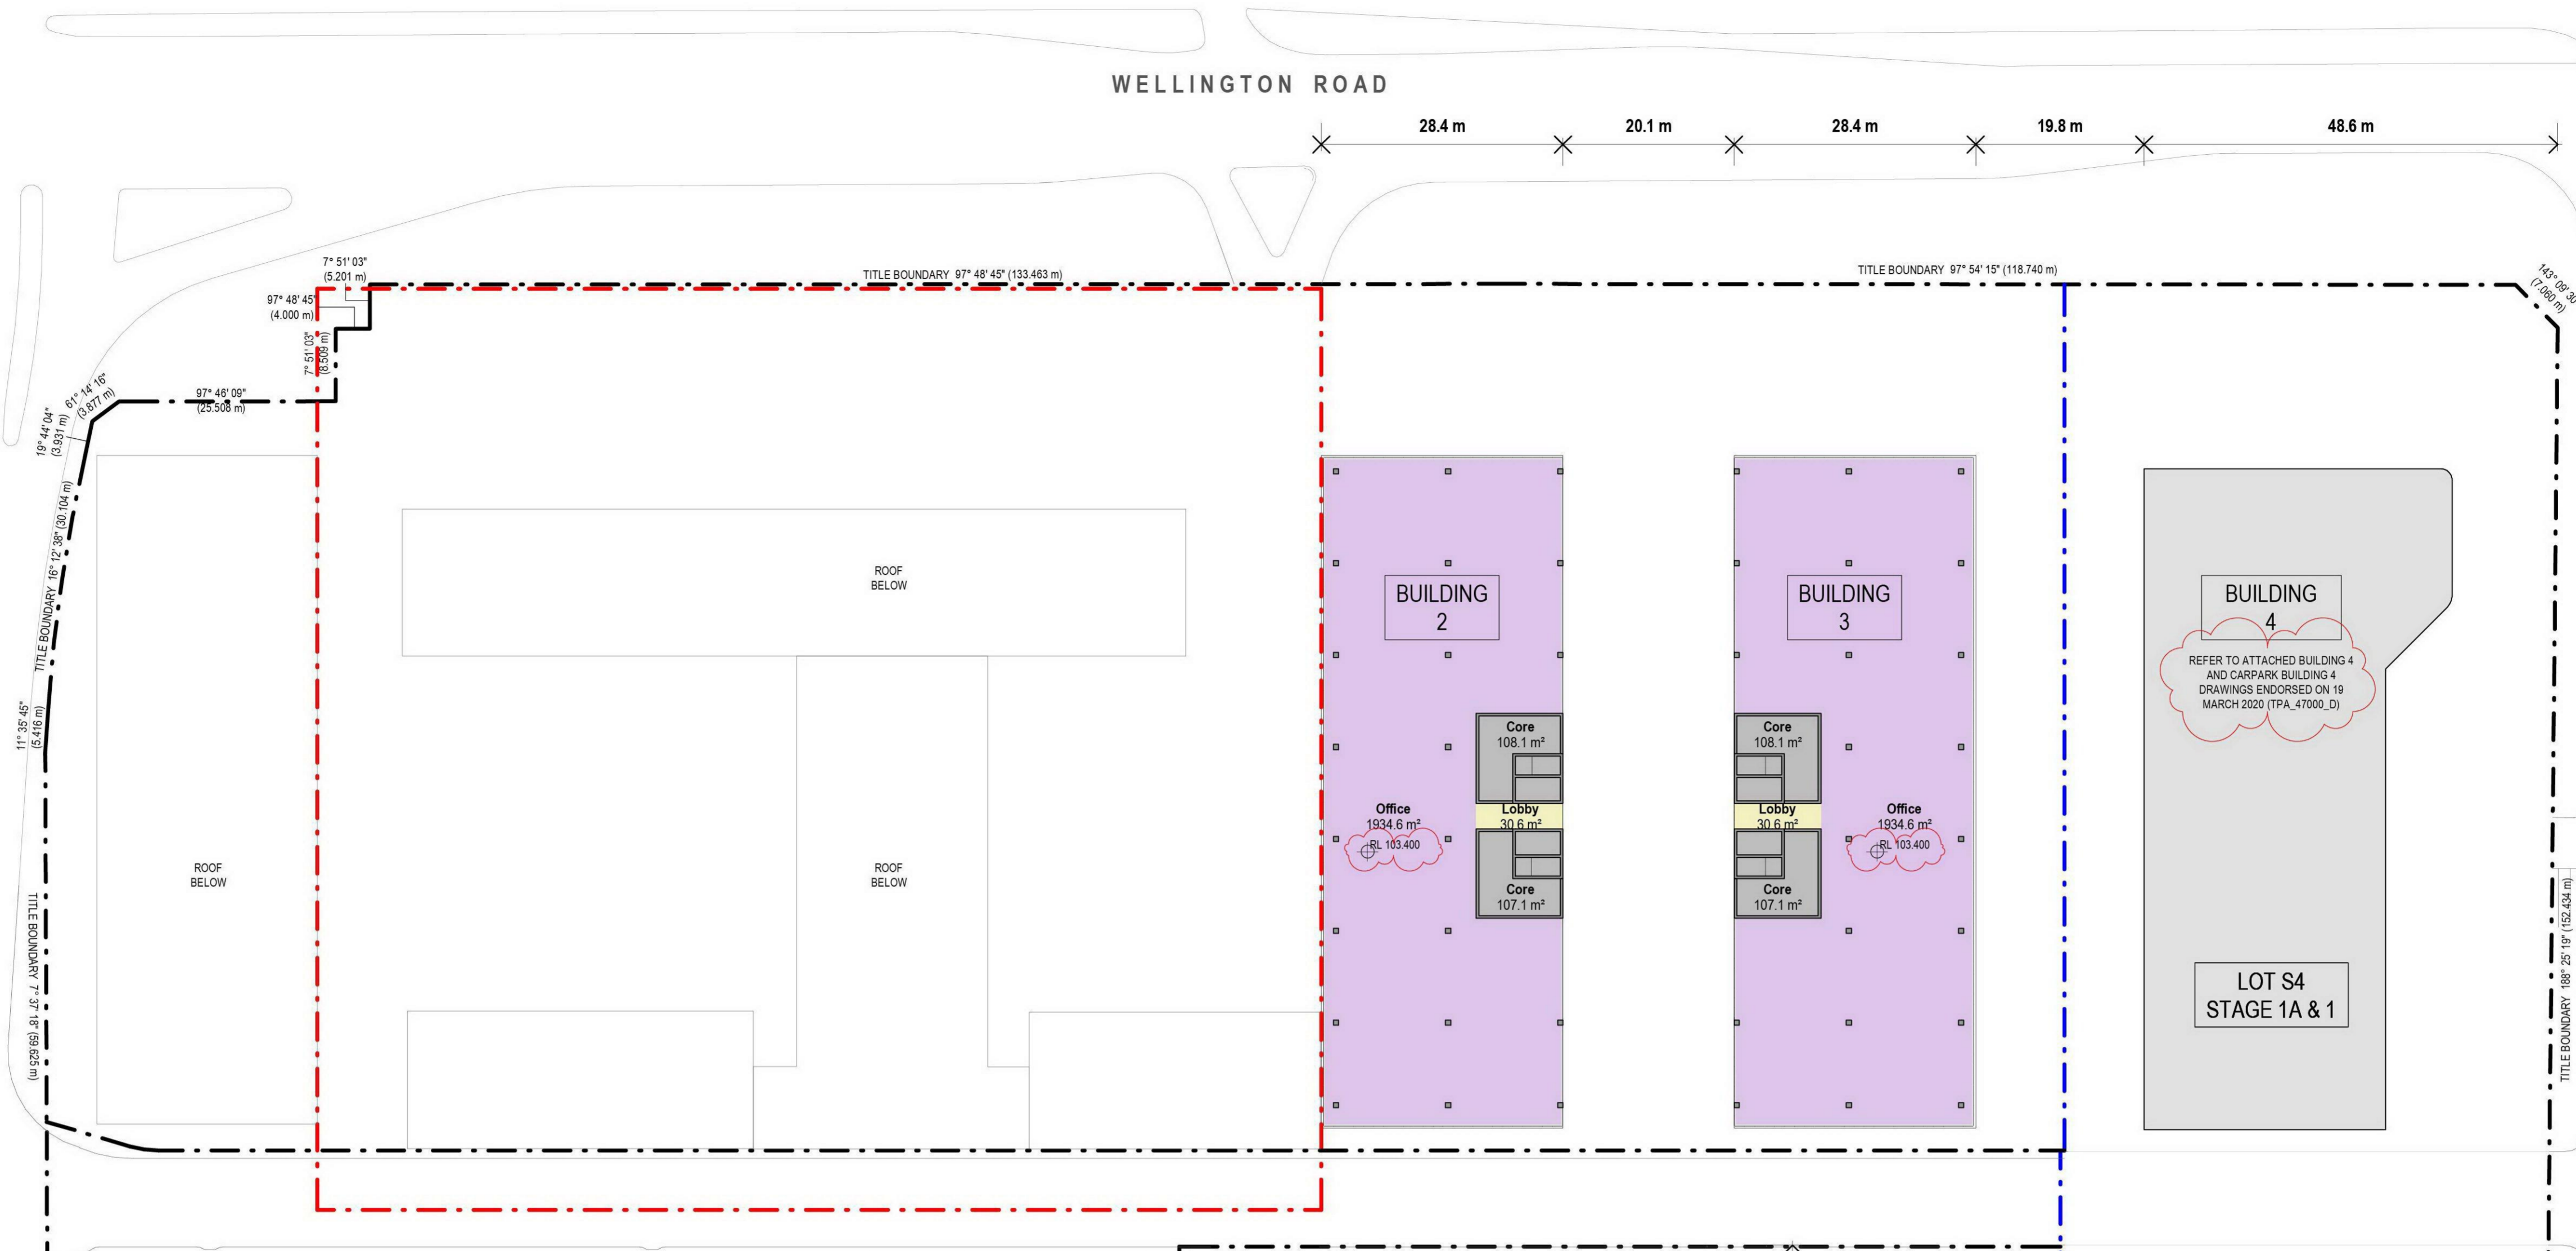 WELLINGTON ROAD
28.4 m
20.1 m
28.4 m
19.8 m
48.6 m
7° 51' 03"
(5.201 m)
97° 48' 45"
(4.000 m)
7° 51' 03"
(8.509 m)
TITLE BOUNDARY 97° 48' 45" (133.463 m)
TITLE BOUNDARY 97° 54' 15" (118.740 m)
143° 09' 30
(7.060 m)
97° 46' 09"
(25.508 m)
61° 14' 16"
(3.877 m)
19° 44' 04"
(3.931 m)
TITLE BOUNDARY 16° 12' 38" (30.104 m)
11° 35' 45"
(5.416 m)
TITLE BOUNDARY 7° 37' 18" (59.625 m)
ROOF
BELOW
ROOF
BELOW
ROOF
BELOW
BUILDING
2
Core
108.1 m²
Office
1934.6 m²
RL 103.400
Lobby
30.6 m²
Core
107.1 m²
BUILDING
3
Core
108.1 m²
Lobby
30.6 m²
Office
1934.6 m²
RL 103.400
Core
107.1 m²
BUILDING
4
REFER TO ATTACHED BUILDING 4
AND CARPARK BUILDING 4
DRAWINGS ENDORSED ON 19
MARCH 2020 (TPA_47000_D)
LOT S4
STAGE 1A & 1
TITLE BOUNDARY 188° 25' 19" (152.434 m)